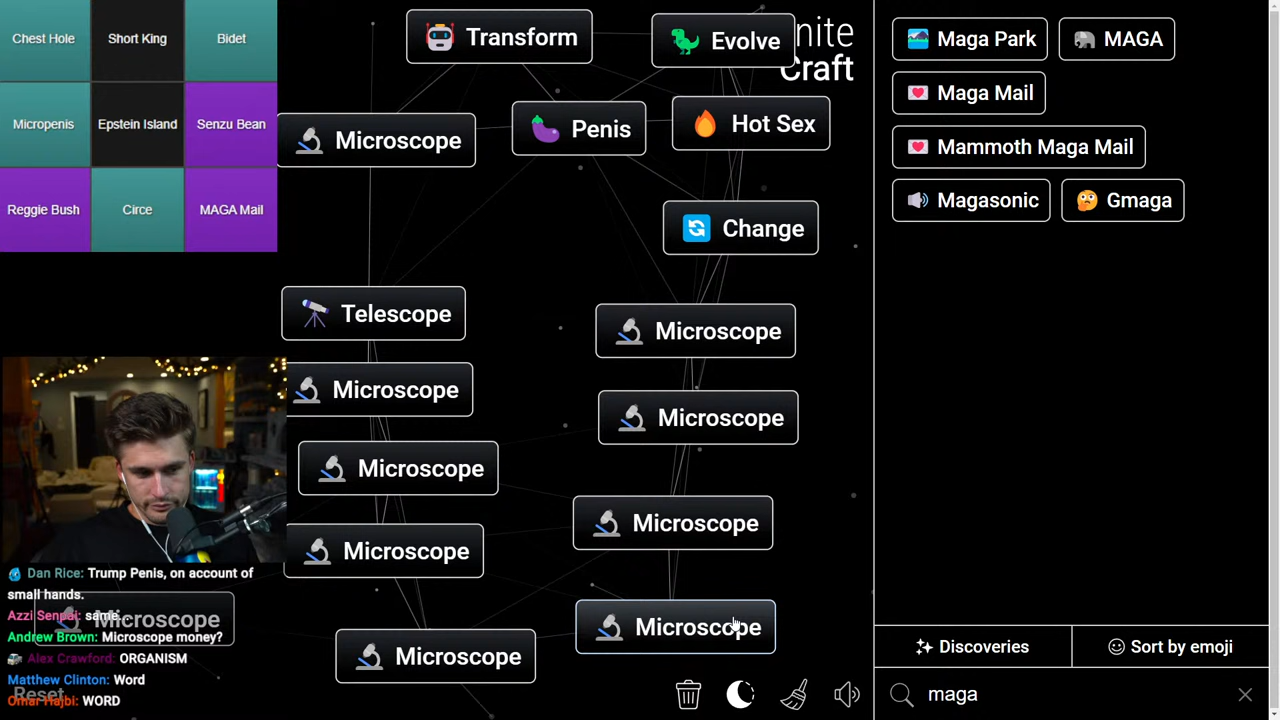 Chest Hole
Short King
Bidet
Micropenis
Epstein Island
Senzu Bean
Reggie Bush
Circe
MAGA Mail
Transform
Evolve
nite
Craft
Microscope
Penis
Hot Sex
Change
Telescope
Microscope
Microscope
Microscope
Microscope
Microscope
Microscope
Microscope
Microscope
Microscope
Dan Rice: Trump Penis, on account of
small hands.
Azzi Senpai: same...
Andrew Brown: Microscope money?
Alex Crawford: ORGANISM
Matthew Clinton: Word
Omar Hajbi: WORD
Reset
Maga Park
MAGA
Maga Mail
Mammoth Maga Mail
Magasonic
Gmaga
Discoveries
Sort by emoji
maga